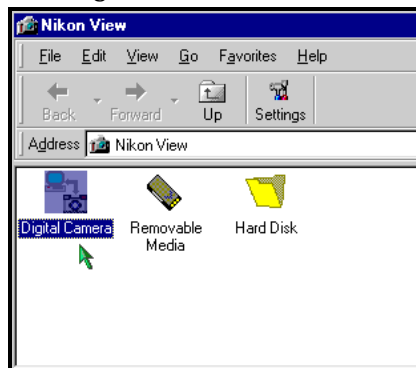 Nikon View
File Edit View Go Favorites Help
Back Forward Up Settings
Address Nikon View
Digital Camera Removable Media Hard Disk